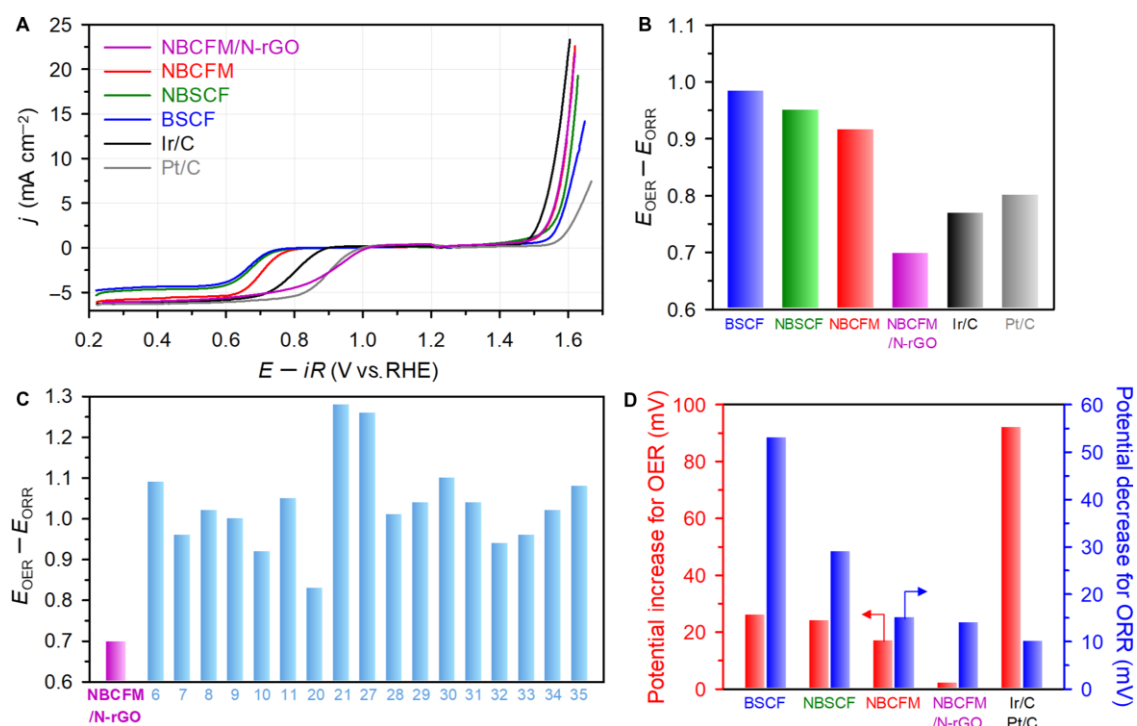 A
25
20
15
10
5
0
−5
j (mA cm−2)
NBCFM/N-rGO
NBCFM
NBSCF
BSCF
Ir/C
Pt/C
0.2 0.4 0.6 0.8 1.0 1.2 1.4 1.6
E − iR (V vs. RHE)
B
1.1
1.0
0.9
0.8
0.7
0.6
EOER − EORR
BSCF NBSCF NBCFM NBCFM Ir/C Pt/C
/N-rGO
C
1.3
1.2
1.1
1.0
0.9
0.8
0.7
0.6
EOER − EORR
NBCFM 6 7 8 9 10 11 20 21 27 28 29 30 31 32 33 34 35
/N-rGO
D
100
80
60
40
20
0
Potential increase for OER (mV)
60
50
40
30
20
10
0
Potential decrease for ORR (mV)
BSCF NBSCF NBCFM NBCFM Ir/C
/N-rGO Pt/C